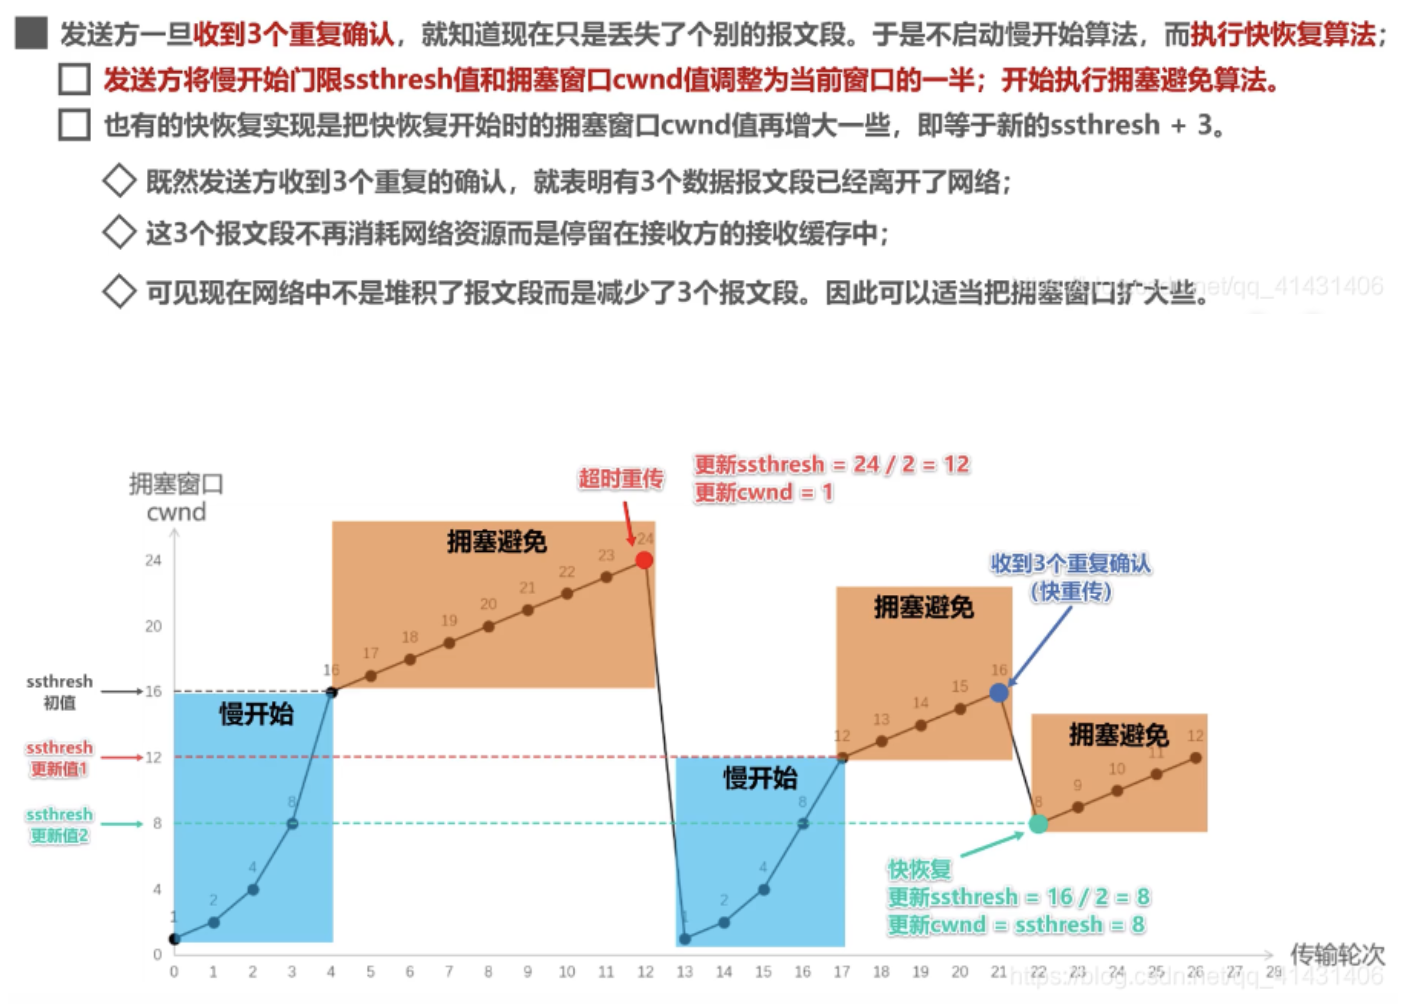 发送方一旦收到3个重复确认，就知道现在只是丢失了个别的报文段。于是不启动慢开始算法，而执行快恢复算法；
发送方将慢开始门限ssthresh值和拥塞窗口cwnd值调整为当前窗口的一半；开始执行拥塞避免算法。
也有的快恢复实现是把快恢复开始时的拥塞窗口cwnd值再增大一些，即等于新的ssthresh + 3。
既然发送方收到3个重复的确认，就表明有3个数据报文段已经离开了网络；
这3个报文段不再消耗网络资源而是停留在接收方的接收缓存中；
可见现在网络中不是堆积了报文段而是减少了3个报文段。因此可以适当把拥塞窗口扩大些。
https://blog.csdn.net/qq_41431406
拥塞窗口
cwnd
超时重传
更新ssthresh = 24 / 2 = 12
更新cwnd = 1
拥塞避免
16 17 18 19 20 21 22 23 24
收到3个重复确认
（快重传）
拥塞避免
12 13 14 15 16
拥塞避免
8 9 10 11 12
慢开始
1 2 4 8
慢开始
1 2 4 8
24
20
16
12
8
4
0
ssthresh
初值
ssthresh
更新值1
ssthresh
更新值2
快恢复
更新ssthresh = 16 / 2 = 8
更新cwnd = ssthresh = 8
0 1 2 3 4 5 6 7 8 9 10 11 12 13 14 15 16 17 18 19 20 21 22 23 24 25 26 27 28
传输轮次
https://blog.csdn.net/qq_41431406